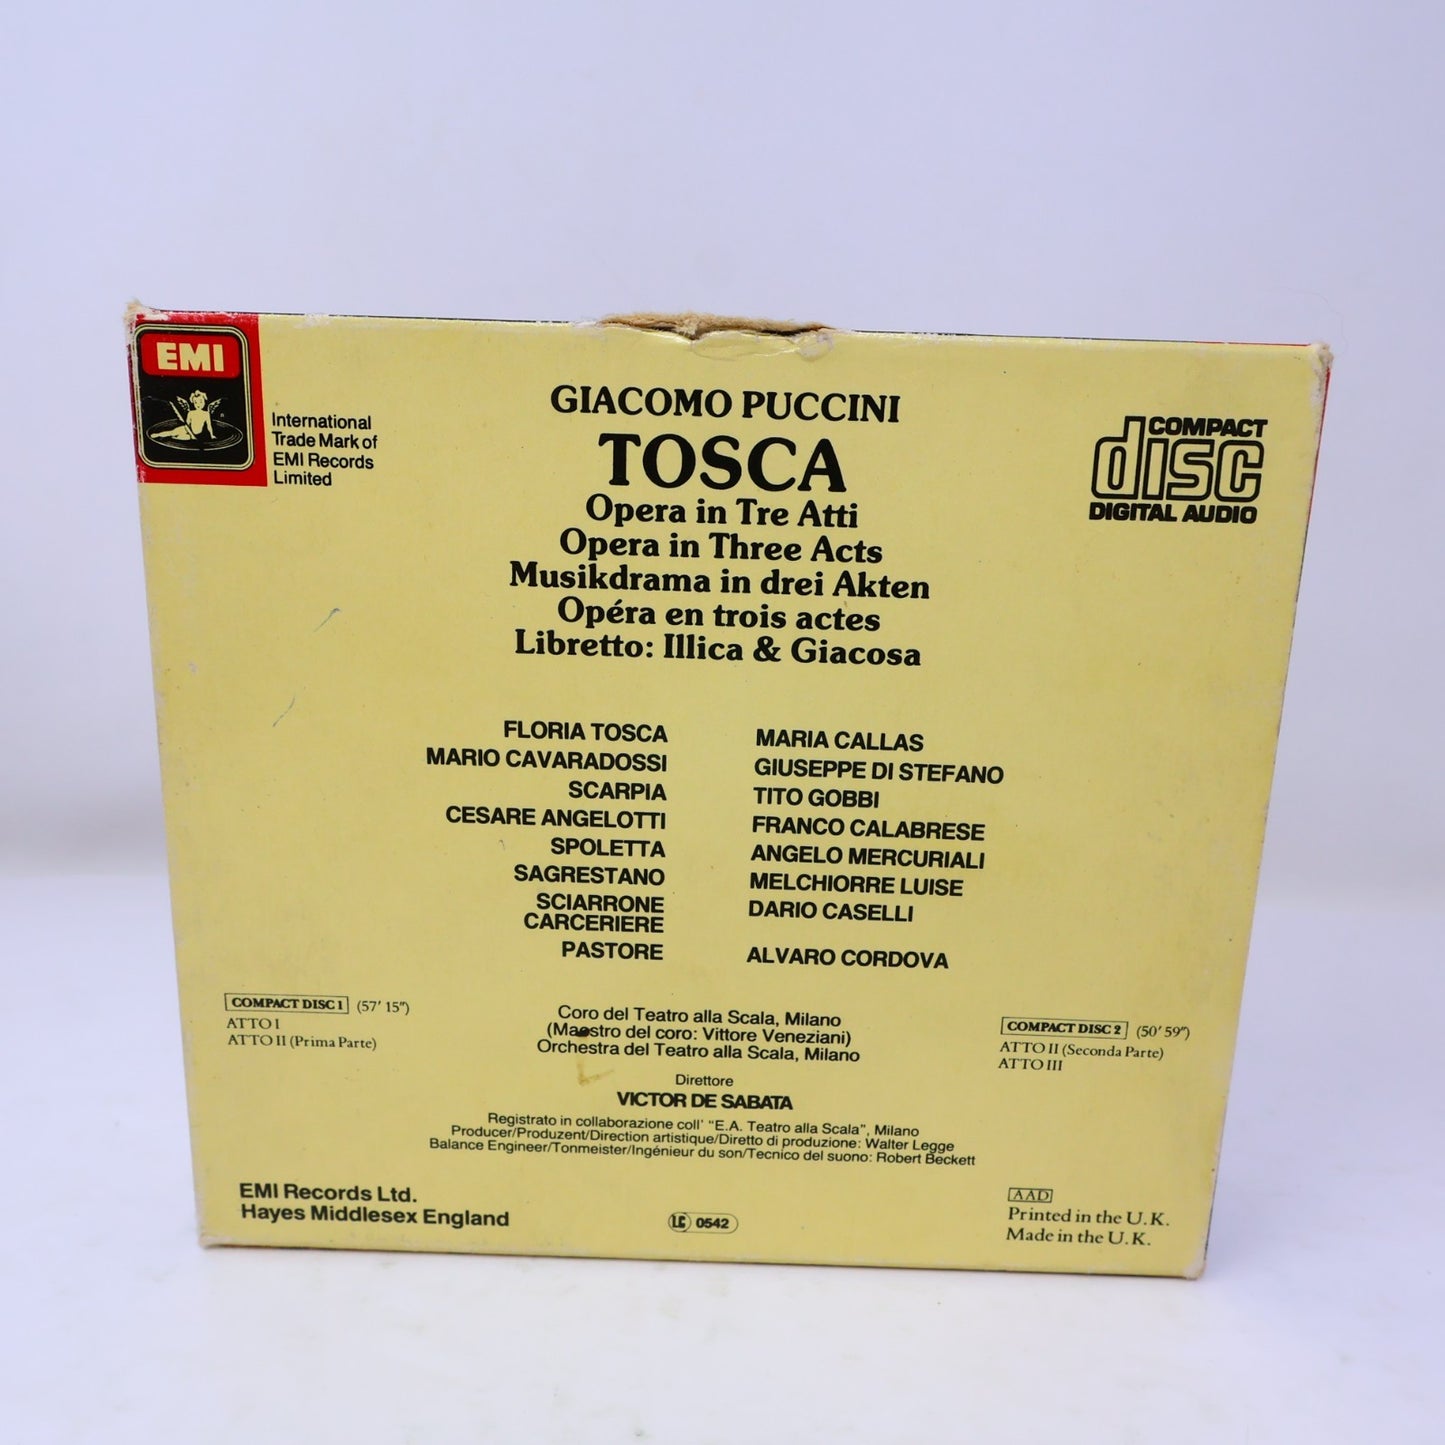 EMI
International
Trade Mark of
EMI Records
Limited
GIACOMO PUCCINI
TOSCA
Opera in Tre Atti
Opera in Three Acts
Musikdrama in drei Akten
Opéra en trois actes
Libretto: Illica & Giacosa
COMPACT
disc
DIGITAL AUDIO
FLORIA TOSCA MARIA CALLAS
MARIO CAVARADOSSI GIUSEPPE DI STEFANO
SCARPIA TITO GOBBI
CESARE ANGELOTTI FRANCO CALABRESE
SPOLETTA ANGELO MERCURIALI
SAGRESTANO MELCHIORRE LUISE
SCIARRONE DARIO CASELLI
CARCERIERE
PASTORE ALVARO CORDOVA
COMPACT DISC 1 (57′ 15″)
ATTO I
ATTO II (Prima Parte)
Coro del Teatro alla Scala, Milano
(Maestro del coro: Vittore Veneziani)
Orchestra del Teatro alla Scala, Milano
COMPACT DISC 2 (50′ 59″)
ATTO II (Seconda Parte)
ATTO III
Direttore
VICTOR DE SABATA
Registrato in collaborazione coll' "E.A. Teatro alla Scala", Milano
Producer/Produzent/Direction artistique/Diretto di produzione: Walter Legge
Balance Engineer/Tonmeister/Ingénieur du son/Tecnico del suono: Robert Beckett
EMI Records Ltd.
Hayes Middlesex England
LC 0542
AAD
Printed in the U.K.
Made in the U.K.